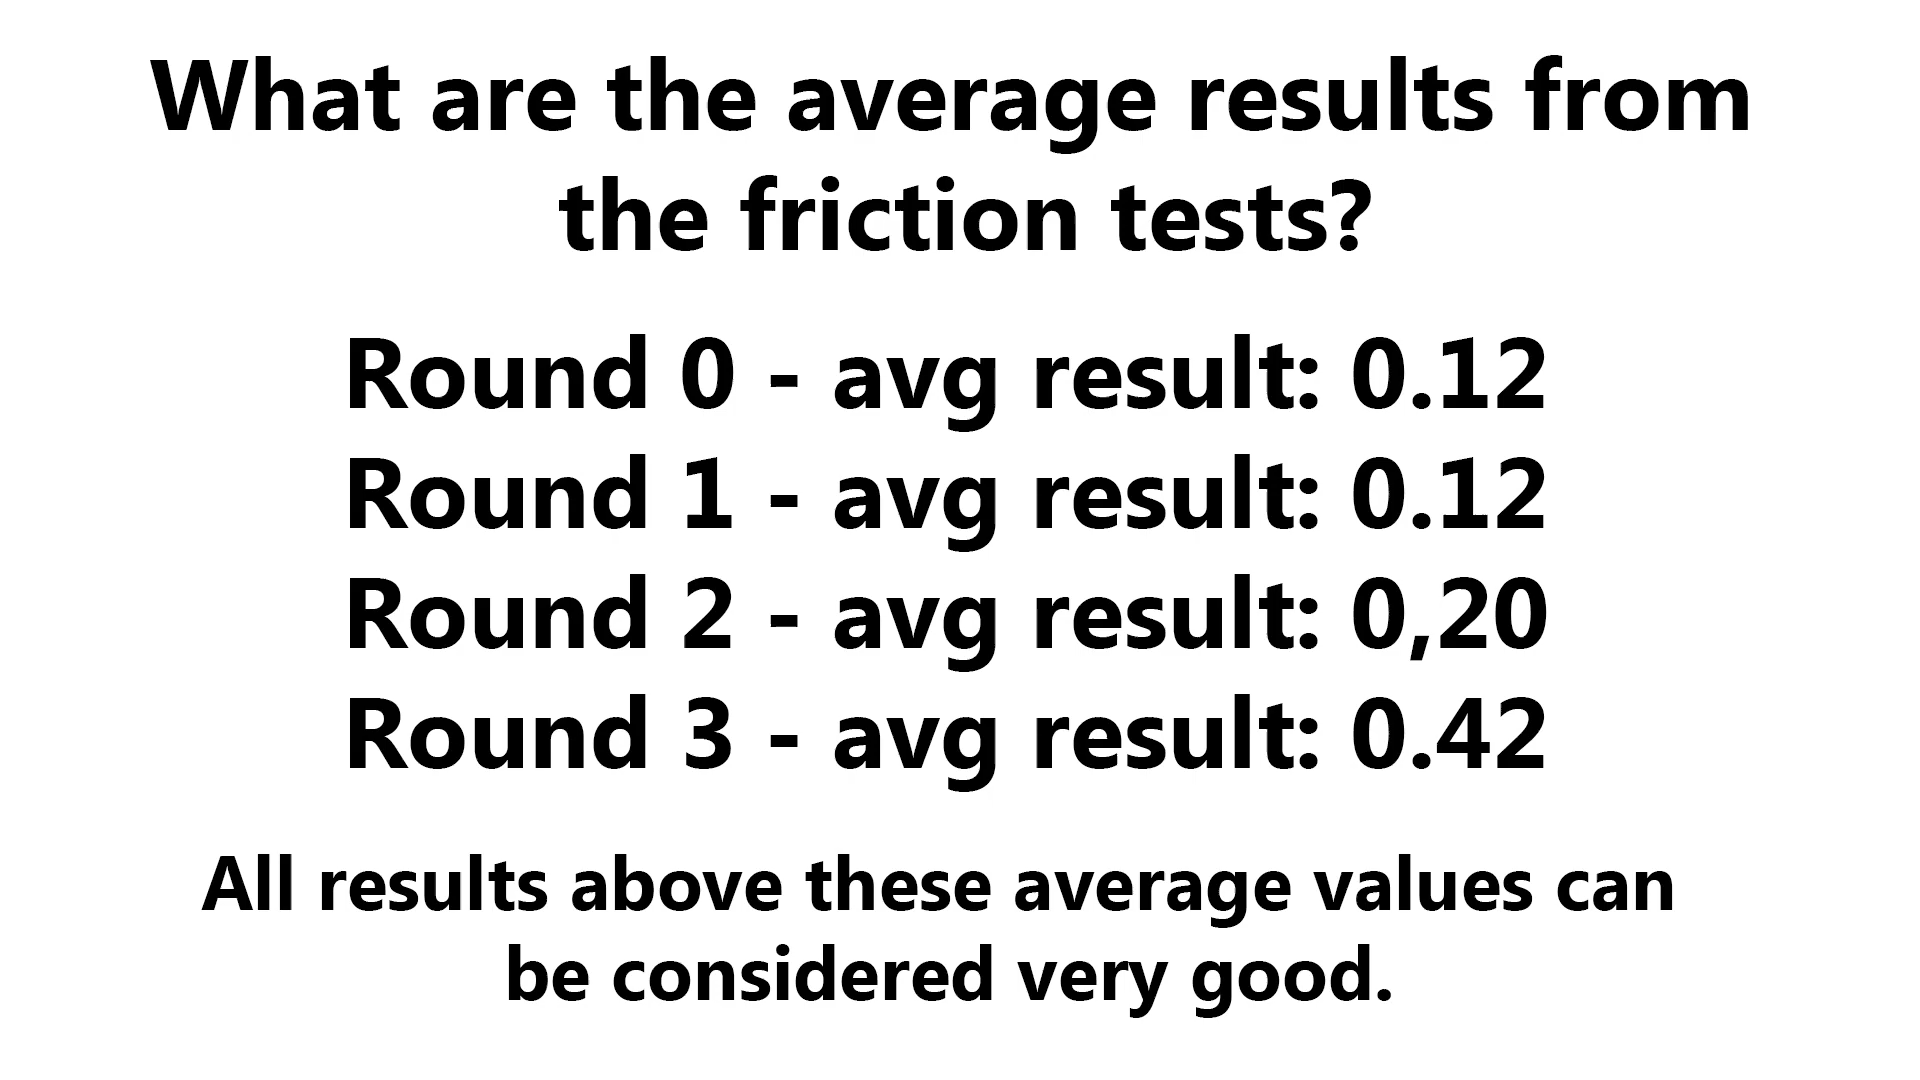 What are the average results from
the friction tests?
Round 0 - avg result: 0.12
Round 1 - avg result: 0.12
Round 2 - avg result: 0,20
Round 3 - avg result: 0.42
All results above these average values can
be considered very good.